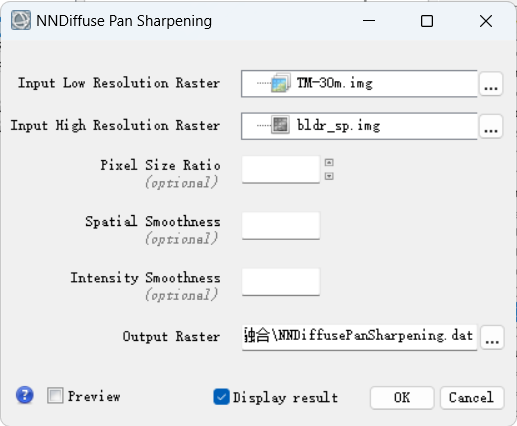 NNDiffuse Pan Sharpening
Input Low Resolution Raster TM-30m.img ...
Input High Resolution Raster bldr_sp.img ...
Pixel Size Ratio
(optional)
Spatial Smoothness
(optional)
Intensity Smoothness
(optional)
Output Raster 融合\NNDiffusePanSharpening.dat ...
? Preview Display result OK Cancel